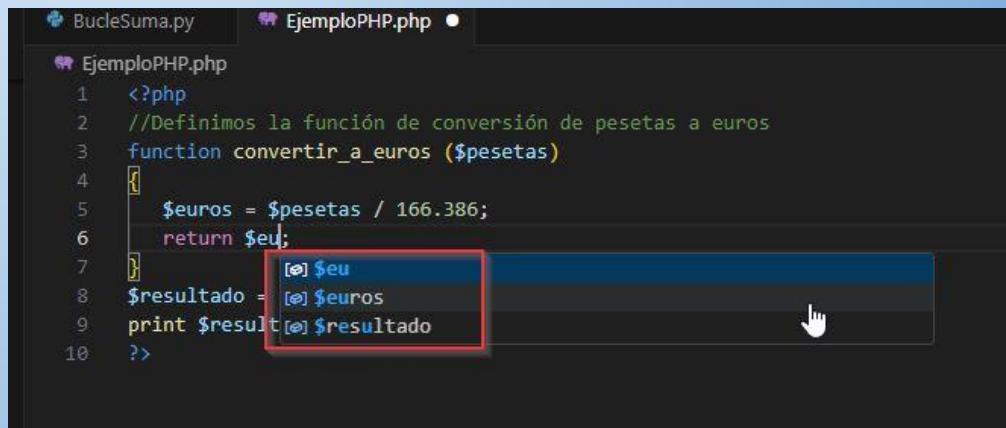 BucleSuma.py EjemploPHP.php
EjemploPHP.php
1 <?php
2 //Definimos la función de conversión de pesetas a euros
3 function convertir_a_euros ($pesetas)
4 {
5 $euros = $pesetas / 166.386;
6 return $eu;
7 }
$eu
8 $resultado =
$euros
9 print $result
$resultado
10 ?>